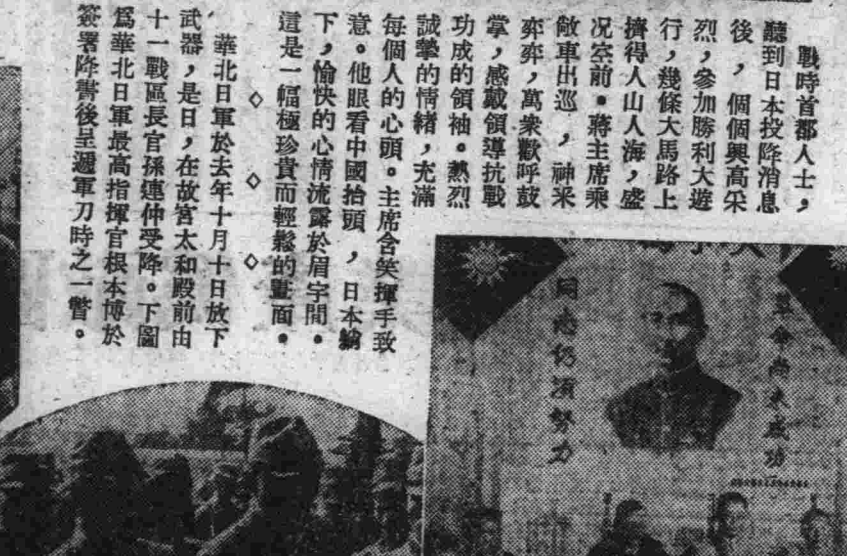 戰時首都人士，
聽到日本投降消息
後，個個興高采
烈，參加勝利大遊
行，幾條大馬路上
擠得人山人海，盛
況空前。蔣主席乘
敞車出巡，神釆
奕奕，萬衆歡呼鼓
掌，感戴領導抗戰
功成的領袖。熱烈
誠摯的情緒，充滿
每個人的心頭。主席含笑揮手致
意。他眼看中國抬頭，日本
下，愉快的心情流露於眉宇間。
這是一幅極珍貴而輕鬆的畫面。
◇ ◇ ◇
華北日軍於去年十月十日放下
武器，是日，在故宮太和殿前由
十一戰區長官孫連仲受降。下圖
爲華北日軍最高指揮官根本博於
簽署降書後呈遞軍刀時之一瞥。
革命尚未成功
同志仍須努力